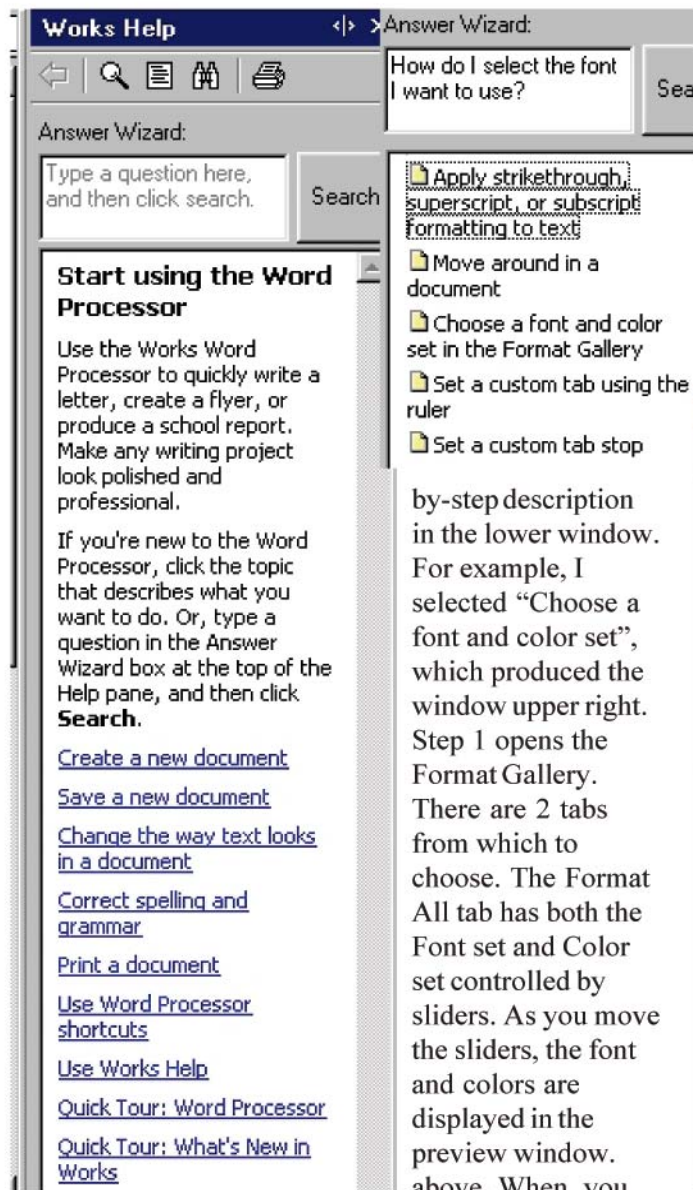 Works Help
Answer Wizard:
Type a question here,
and then click search.
Search
Start using the Word
Processor
Use the Works Word
Processor to quickly write a
letter, create a flyer, or
produce a school report.
Make any writing project
look polished and
professional.
If you're new to the Word
Processor, click the topic
that describes what you
want to do. Or, type a
question in the Answer
Wizard box at the top of the
Help pane, and then click
Search.
Create a new document
Save a new document
Change the way text looks
in a document
Correct spelling and
grammar
Print a document
Use Word Processor
shortcuts
Use Works Help
Quick Tour: Word Processor
Quick Tour: What's New in
Works
Answer Wizard:
How do I select the font
I want to use?
Sea
Apply strikethrough,
superscript, or subscript
formatting to text
Move around in a
document
Choose a font and color
set in the Format Gallery
Set a custom tab using the
ruler
Set a custom tab stop
by-step description
in the lower window.
For example, I
selected “Choose a
font and color set”,
which produced the
window upper right.
Step 1 opens the
Format Gallery.
There are 2 tabs
from which to
choose. The Format
All tab has both the
Font set and Color
set controlled by
sliders. As you move
the sliders, the font
and colors are
displayed in the
preview window.
above. When you